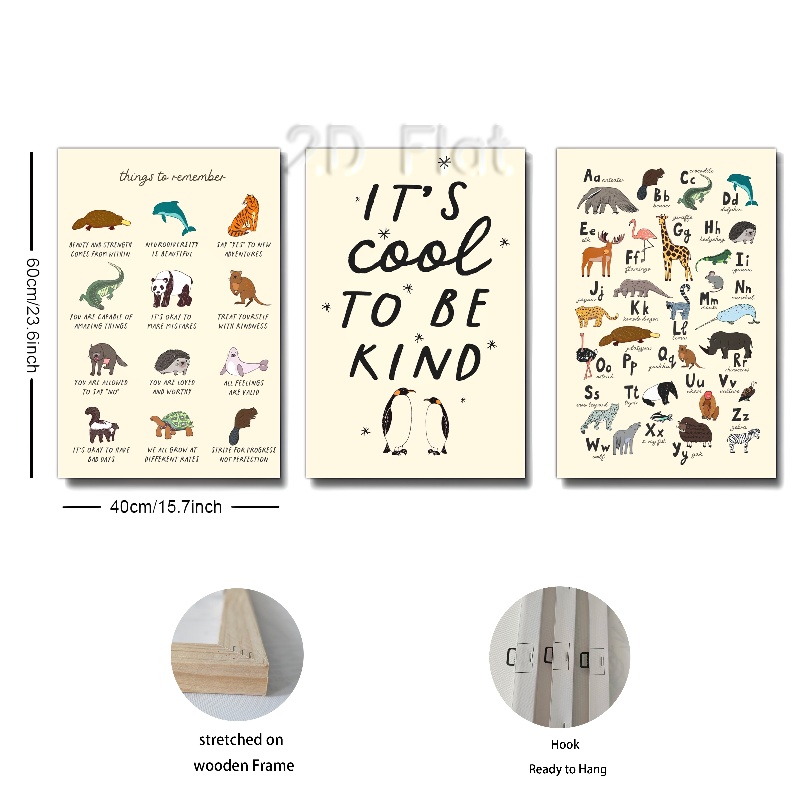 2D Flat
60cm/23.6inch
40cm/15.7inch
things to remember
BEAUTY AND STRENGTH
COMES FROM WITHIN
NEURODIVERSITY
IS BEAUTIFUL
SAY "YES" TO NEW
ADVENTURES
YOU ARE CAPABLE OF
AMAZING THINGS
IT'S OKAY TO
MAKE MISTAKES
TREAT YOURSELF
WITH KINDNESS
YOU ARE ALLOWED
TO SAY "NO"
YOU ARE LOVED
AND WORTHY
ALL FEELINGS
ARE VALID
IT'S OKAY TO HAVE
BAD DAYS
WE ALL GROW AT
DIFFERENT RATES
STRIVE FOR PROGRESS
NOT PERFECTION
IT'S
cool
TO BE
KIND
Aa anteater
Bb beaver
Cc crocodile
Dd dolphin
Ee elk
Ff flamingo
Gg giraffe
Hh hedgehog
Ii iguana
Jj jaguar
Kk komodo dragon
Ll lemur
Mm mouse
Nn narwhal
Oo ostrich
Pp platypus
Qq quokka
Rr rhinoceros
Ss snow leopard
Tt tapir
Uu uakari
Vv vulture
Ww wolf
Xx x-ray fish
Yy yak
Zz zebra
stretched on
wooden Frame
Hook
Ready to Hang